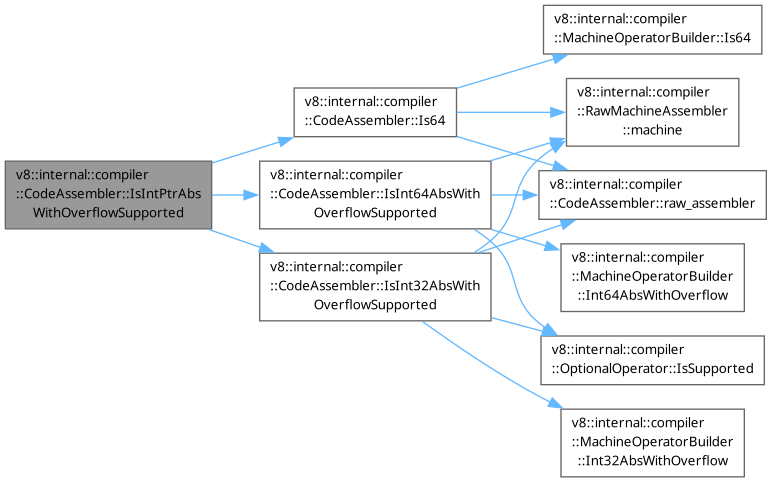 v8::internal::compiler
::CodeAssembler::IsIntPtrAbs
WithOverflowSupported
v8::internal::compiler
::CodeAssembler::Is64
v8::internal::compiler
::CodeAssembler::IsInt64AbsWith
OverflowSupported
v8::internal::compiler
::CodeAssembler::IsInt32AbsWith
OverflowSupported
v8::internal::compiler
::MachineOperatorBuilder::Is64
v8::internal::compiler
::RawMachineAssembler
::machine
v8::internal::compiler
::CodeAssembler::raw_assembler
v8::internal::compiler
::MachineOperatorBuilder
::Int64AbsWithOverflow
v8::internal::compiler
::OptionalOperator::IsSupported
v8::internal::compiler
::MachineOperatorBuilder
::Int32AbsWithOverflow